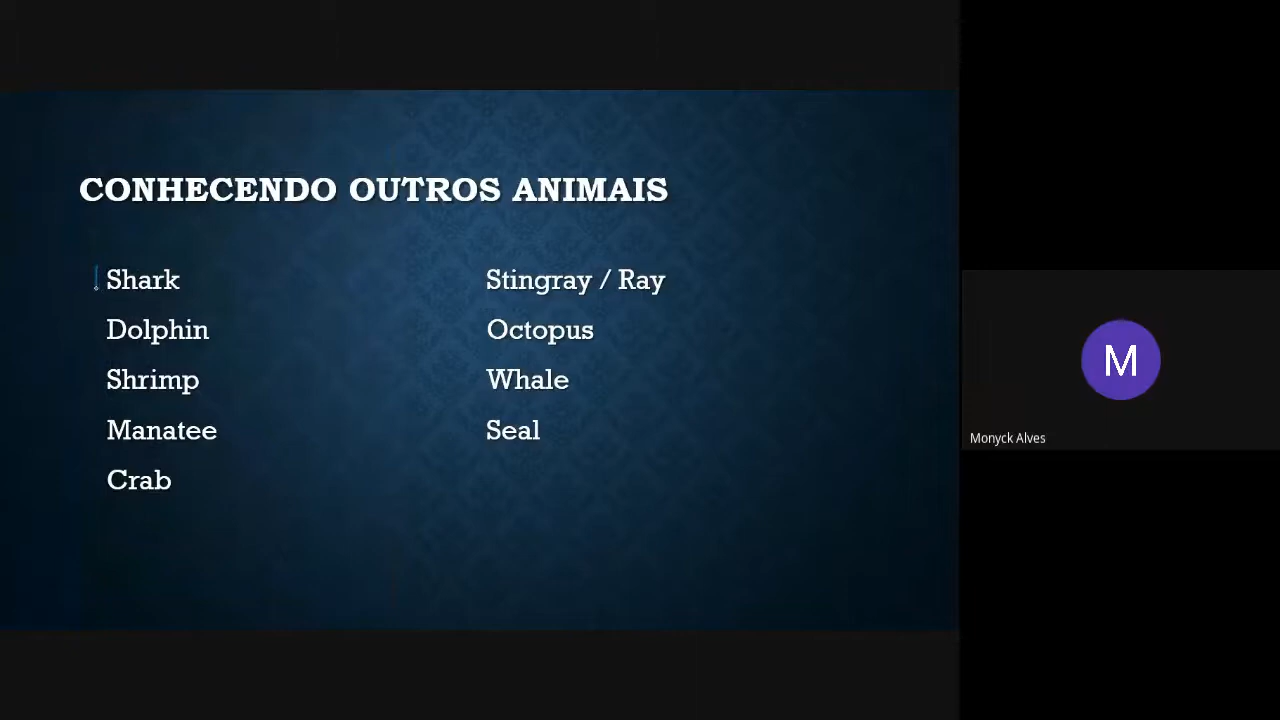 CONHECENDO OUTROS ANIMAIS
Shark
Dolphin
Shrimp
Manatee
Crab
Stingray / Ray
Octopus
Whale
Seal
M
Monyck Alves